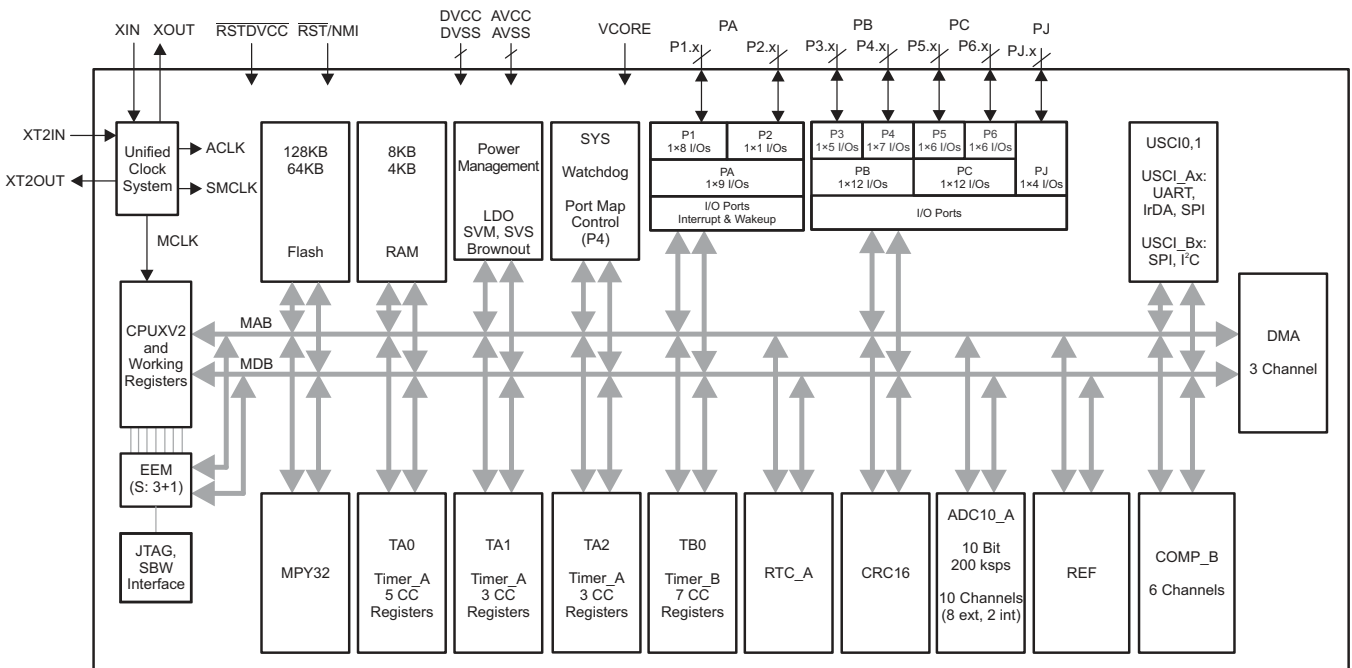 XIN XOUT RSTDVCC RST/NMI DVCC AVCC VCORE PA PB PC PJ
DVSS AVSS P1.x P2.x P3.x P4.x P5.x P6.x PJ.x
XT2IN
XT2OUT
Unified
Clock
System
ACLK
SMCLK
MCLK
128KB
64KB
Flash
8KB
4KB
RAM
Power
Management
LDO
SVM, SVS
Brownout
SYS
Watchdog
Port Map
Control
(P4)
P1
1×8 I/Os
P2
1×1 I/Os
PA
1×9 I/Os
I/O Ports
Interrupt & Wakeup
P3
1×5 I/Os
P4
1×7 I/Os
P5
1×6 I/Os
P6
1×6 I/Os
PB
1×12 I/Os
PC
1×12 I/Os
PJ
1×4 I/Os
I/O Ports
USCI0,1
USCI_Ax:
UART,
IrDA, SPI
USCI_Bx:
SPI, I²C
CPUXV2
and
Working
Registers
MAB
MDB
DMA
3 Channel
EEM
(S: 3+1)
JTAG,
SBW
Interface
MPY32
TA0
Timer_A
5 CC
Registers
TA1
Timer_A
3 CC
Registers
TA2
Timer_A
3 CC
Registers
TB0
Timer_B
7 CC
Registers
RTC_A
CRC16
ADC10_A
10 Bit
200 ksps
10 Channels
(8 ext, 2 int)
REF
COMP_B
6 Channels